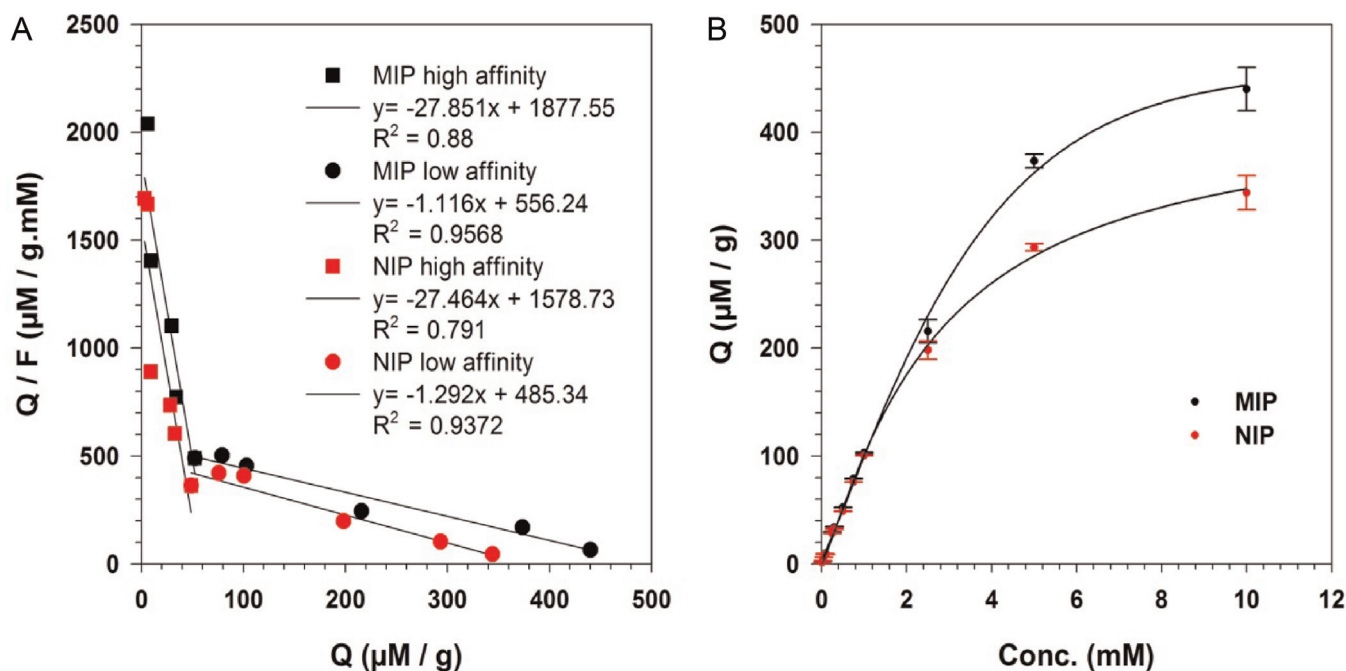 A
2500
2000
1500
1000
500
0
Q / F (µM / g.mM)
MIP high affinity
y= -27.851x + 1877.55
R² = 0.88
MIP low affinity
y= -1.116x + 556.24
R² = 0.9568
NIP high affinity
y= -27.464x + 1578.73
R² = 0.791
NIP low affinity
y= -1.292x + 485.34
R² = 0.9372
0 100 200 300 400 500
Q (µM / g)
B
500
400
300
200
100
0
Q (µM / g)
MIP
NIP
0 2 4 6 8 10 12
Conc. (mM)